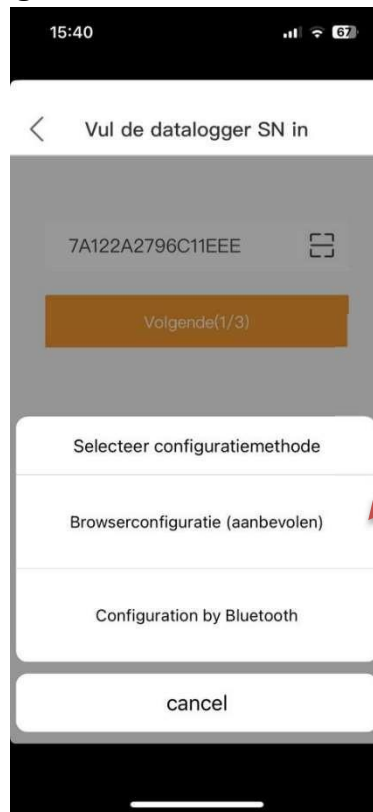 15:40
67
Vul de datalogger SN in
7A122A2796C11EEE
Volgende(1/3)
Selecteer configuratiemethode
Browserconfiguratie (aanbevolen)
Configuration by Bluetooth
cancel